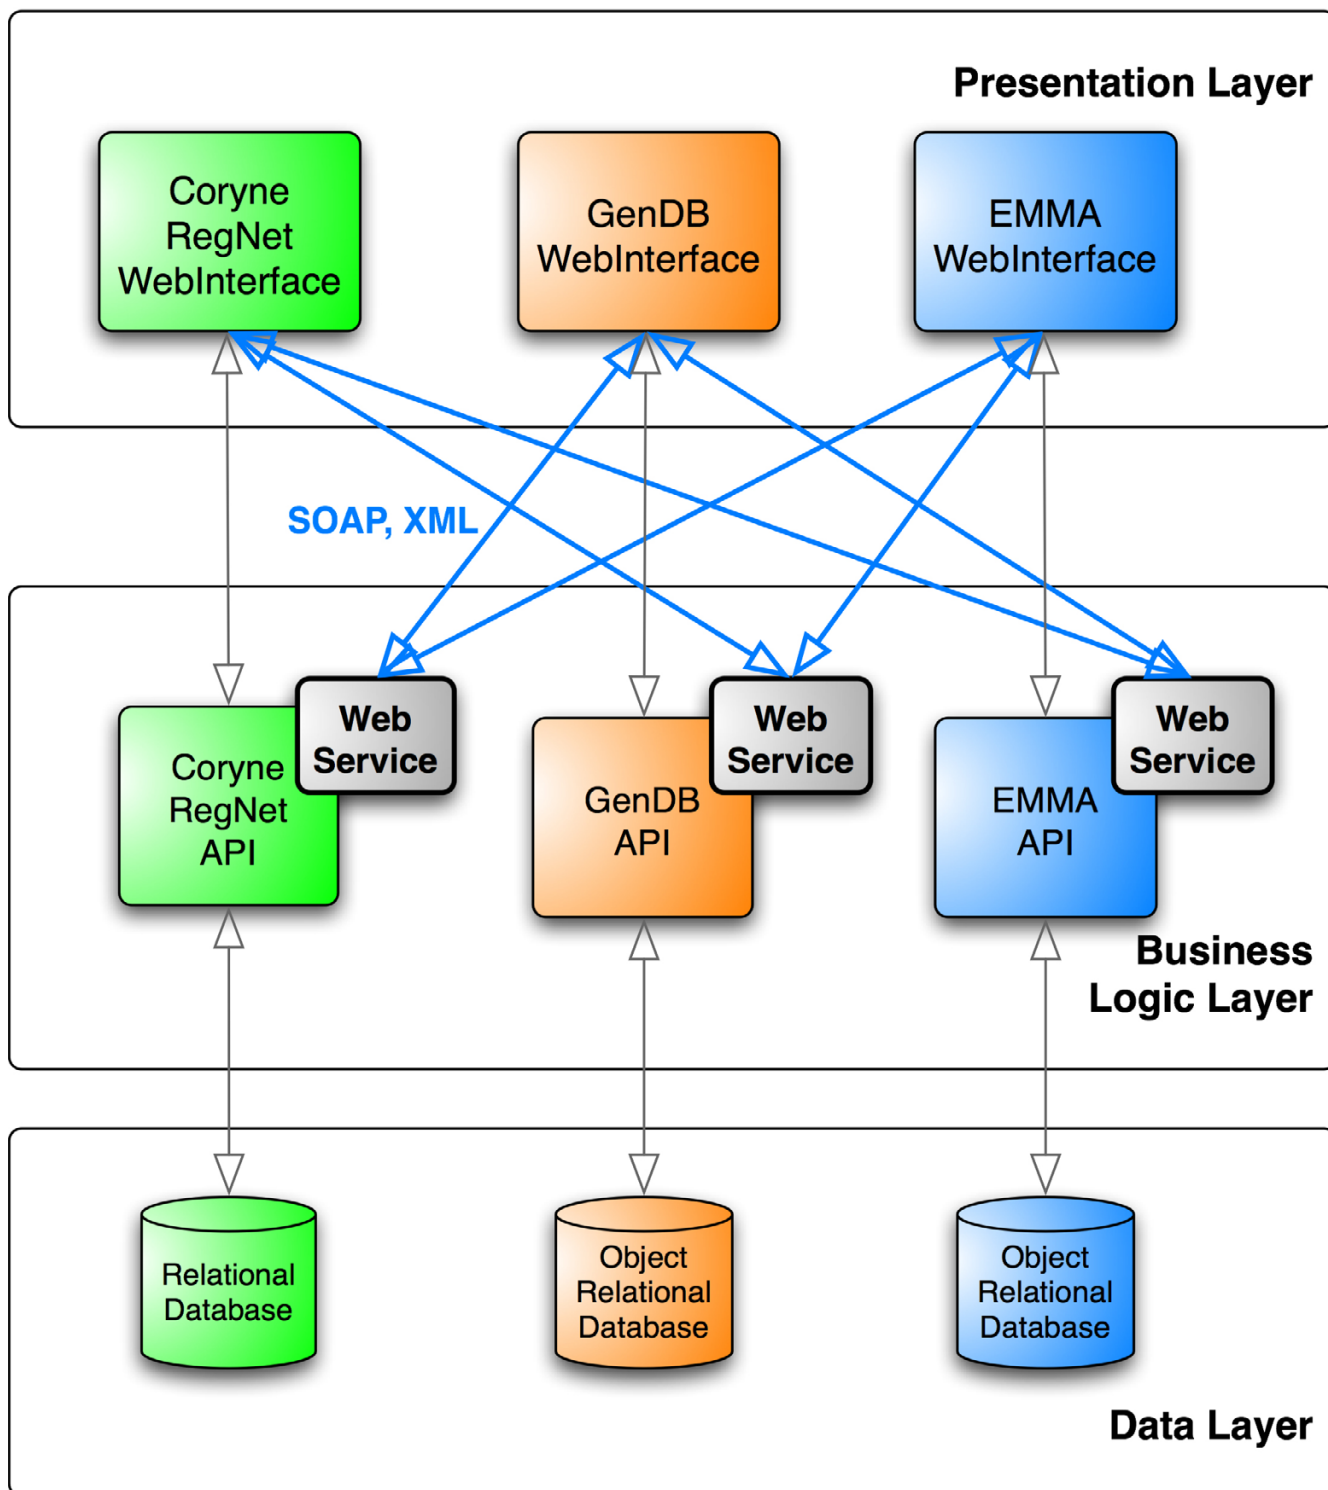 Presentation Layer
Coryne
RegNet
WebInterface
GenDB
WebInterface
EMMA
WebInterface
SOAP, XML
Web
Service
Coryne
RegNet
API
Web
Service
GenDB
API
Web
Service
EMMA
API
Business
Logic Layer
Relational
Database
Object
Relational
Database
Object
Relational
Database
Data Layer